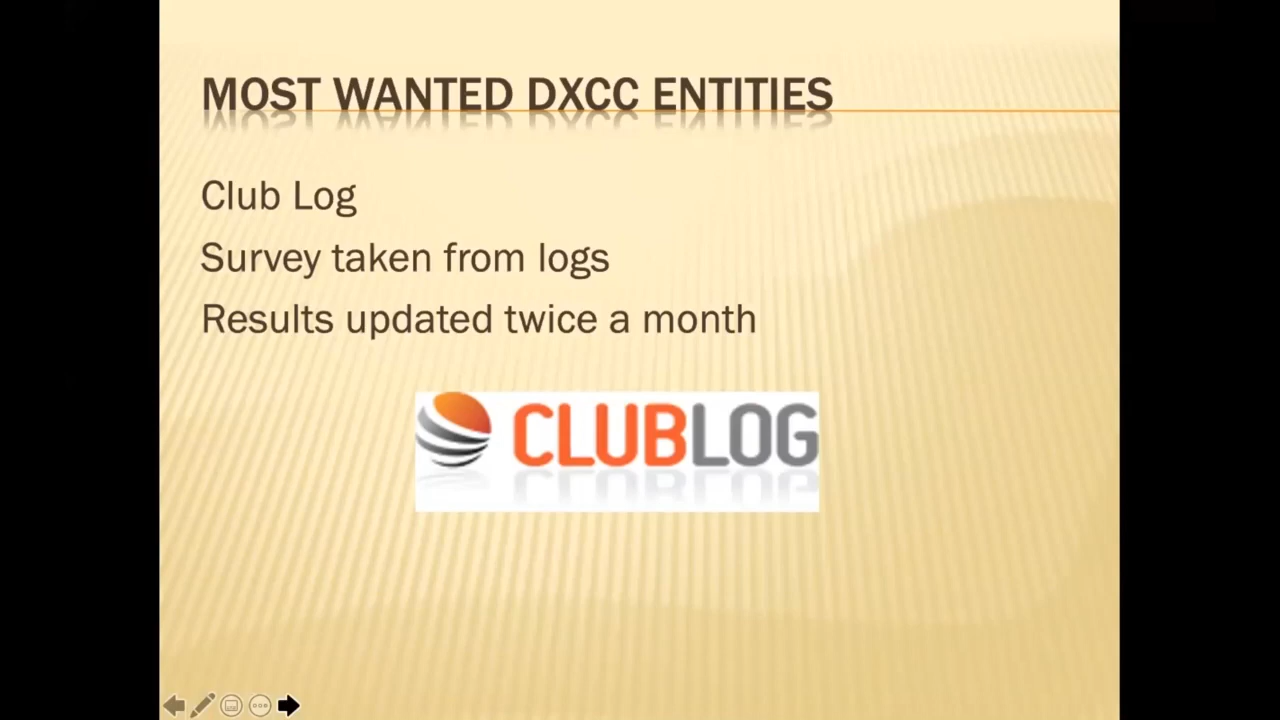 MOST WANTED DXCC ENTITIES
Club Log
Survey taken from logs
Results updated twice a month
CLUBLOG